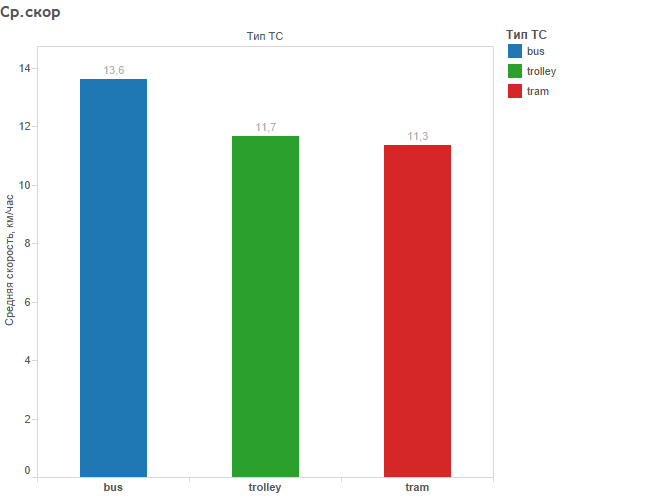 Ср.скор
Тип ТС
Тип ТС
bus
trolley
tram
14
12
10
8
6
4
2
0
Средняя скорость, км/час
13,6
11,7
11,3
bus
trolley
tram